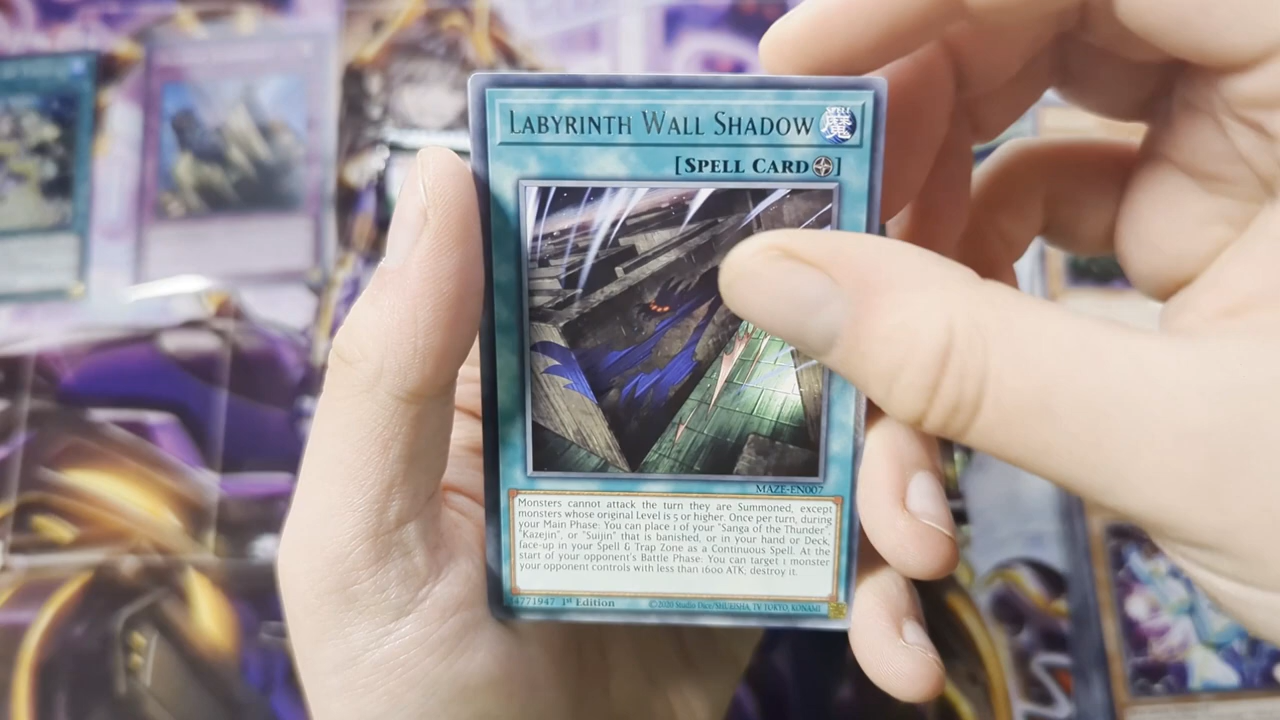 LABYRINTH WALL SHADOW
SPELL
魔
[SPELL CARD]
MAZE-EN007
Monsters cannot attack the turn they are Summoned, except
monsters whose original Level is 5 or higher. Once per turn, during
your Main Phase: You can place 1 of your "Sanga of the Thunder",
"Kazejin", or "Suijin" that is banished, or in your hand or Deck,
face-up in your Spell & Trap Zone as a Continuous Spell. At the
start of your opponent's Battle Phase: You can target 1 monster
your opponent controls with less than 1600 ATK; destroy it.
4771947 1st Edition ©2020 Studio Dice/SHUEISHA, TV TOKYO, KONAMI